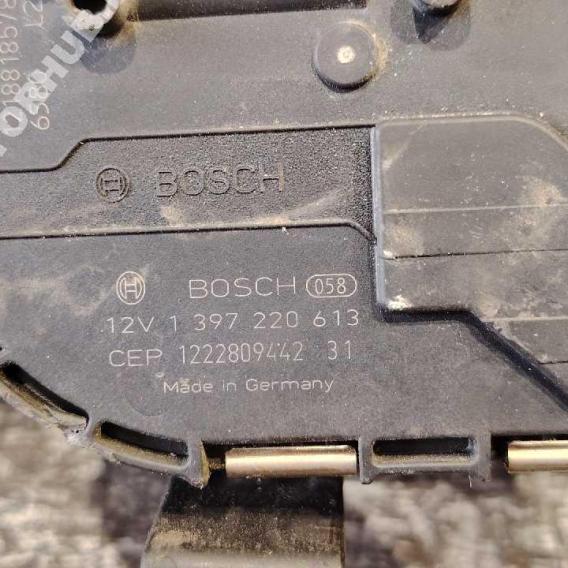 BOSCH
BOSCH 058
12V 1 397 220 613
CEP 1222809442 31
Made in Germany